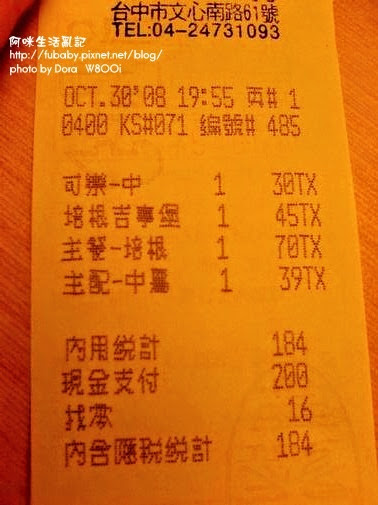 台中市文心南路61號
TEL:04-24731093
阿咪生活亂記
http://fubaby.pixnet.net/blog/
photo by Dora W800i
OCT.30'08 19:55 頁# 1
0400 KS#071 編號# 485
可樂-中 1 30TX
培根吉事堡 1 45TX
主餐-培根 1 70TX
主配-中薯 1 39TX
內用總計 184
現金支付 200
找零 16
內含應稅總計 184